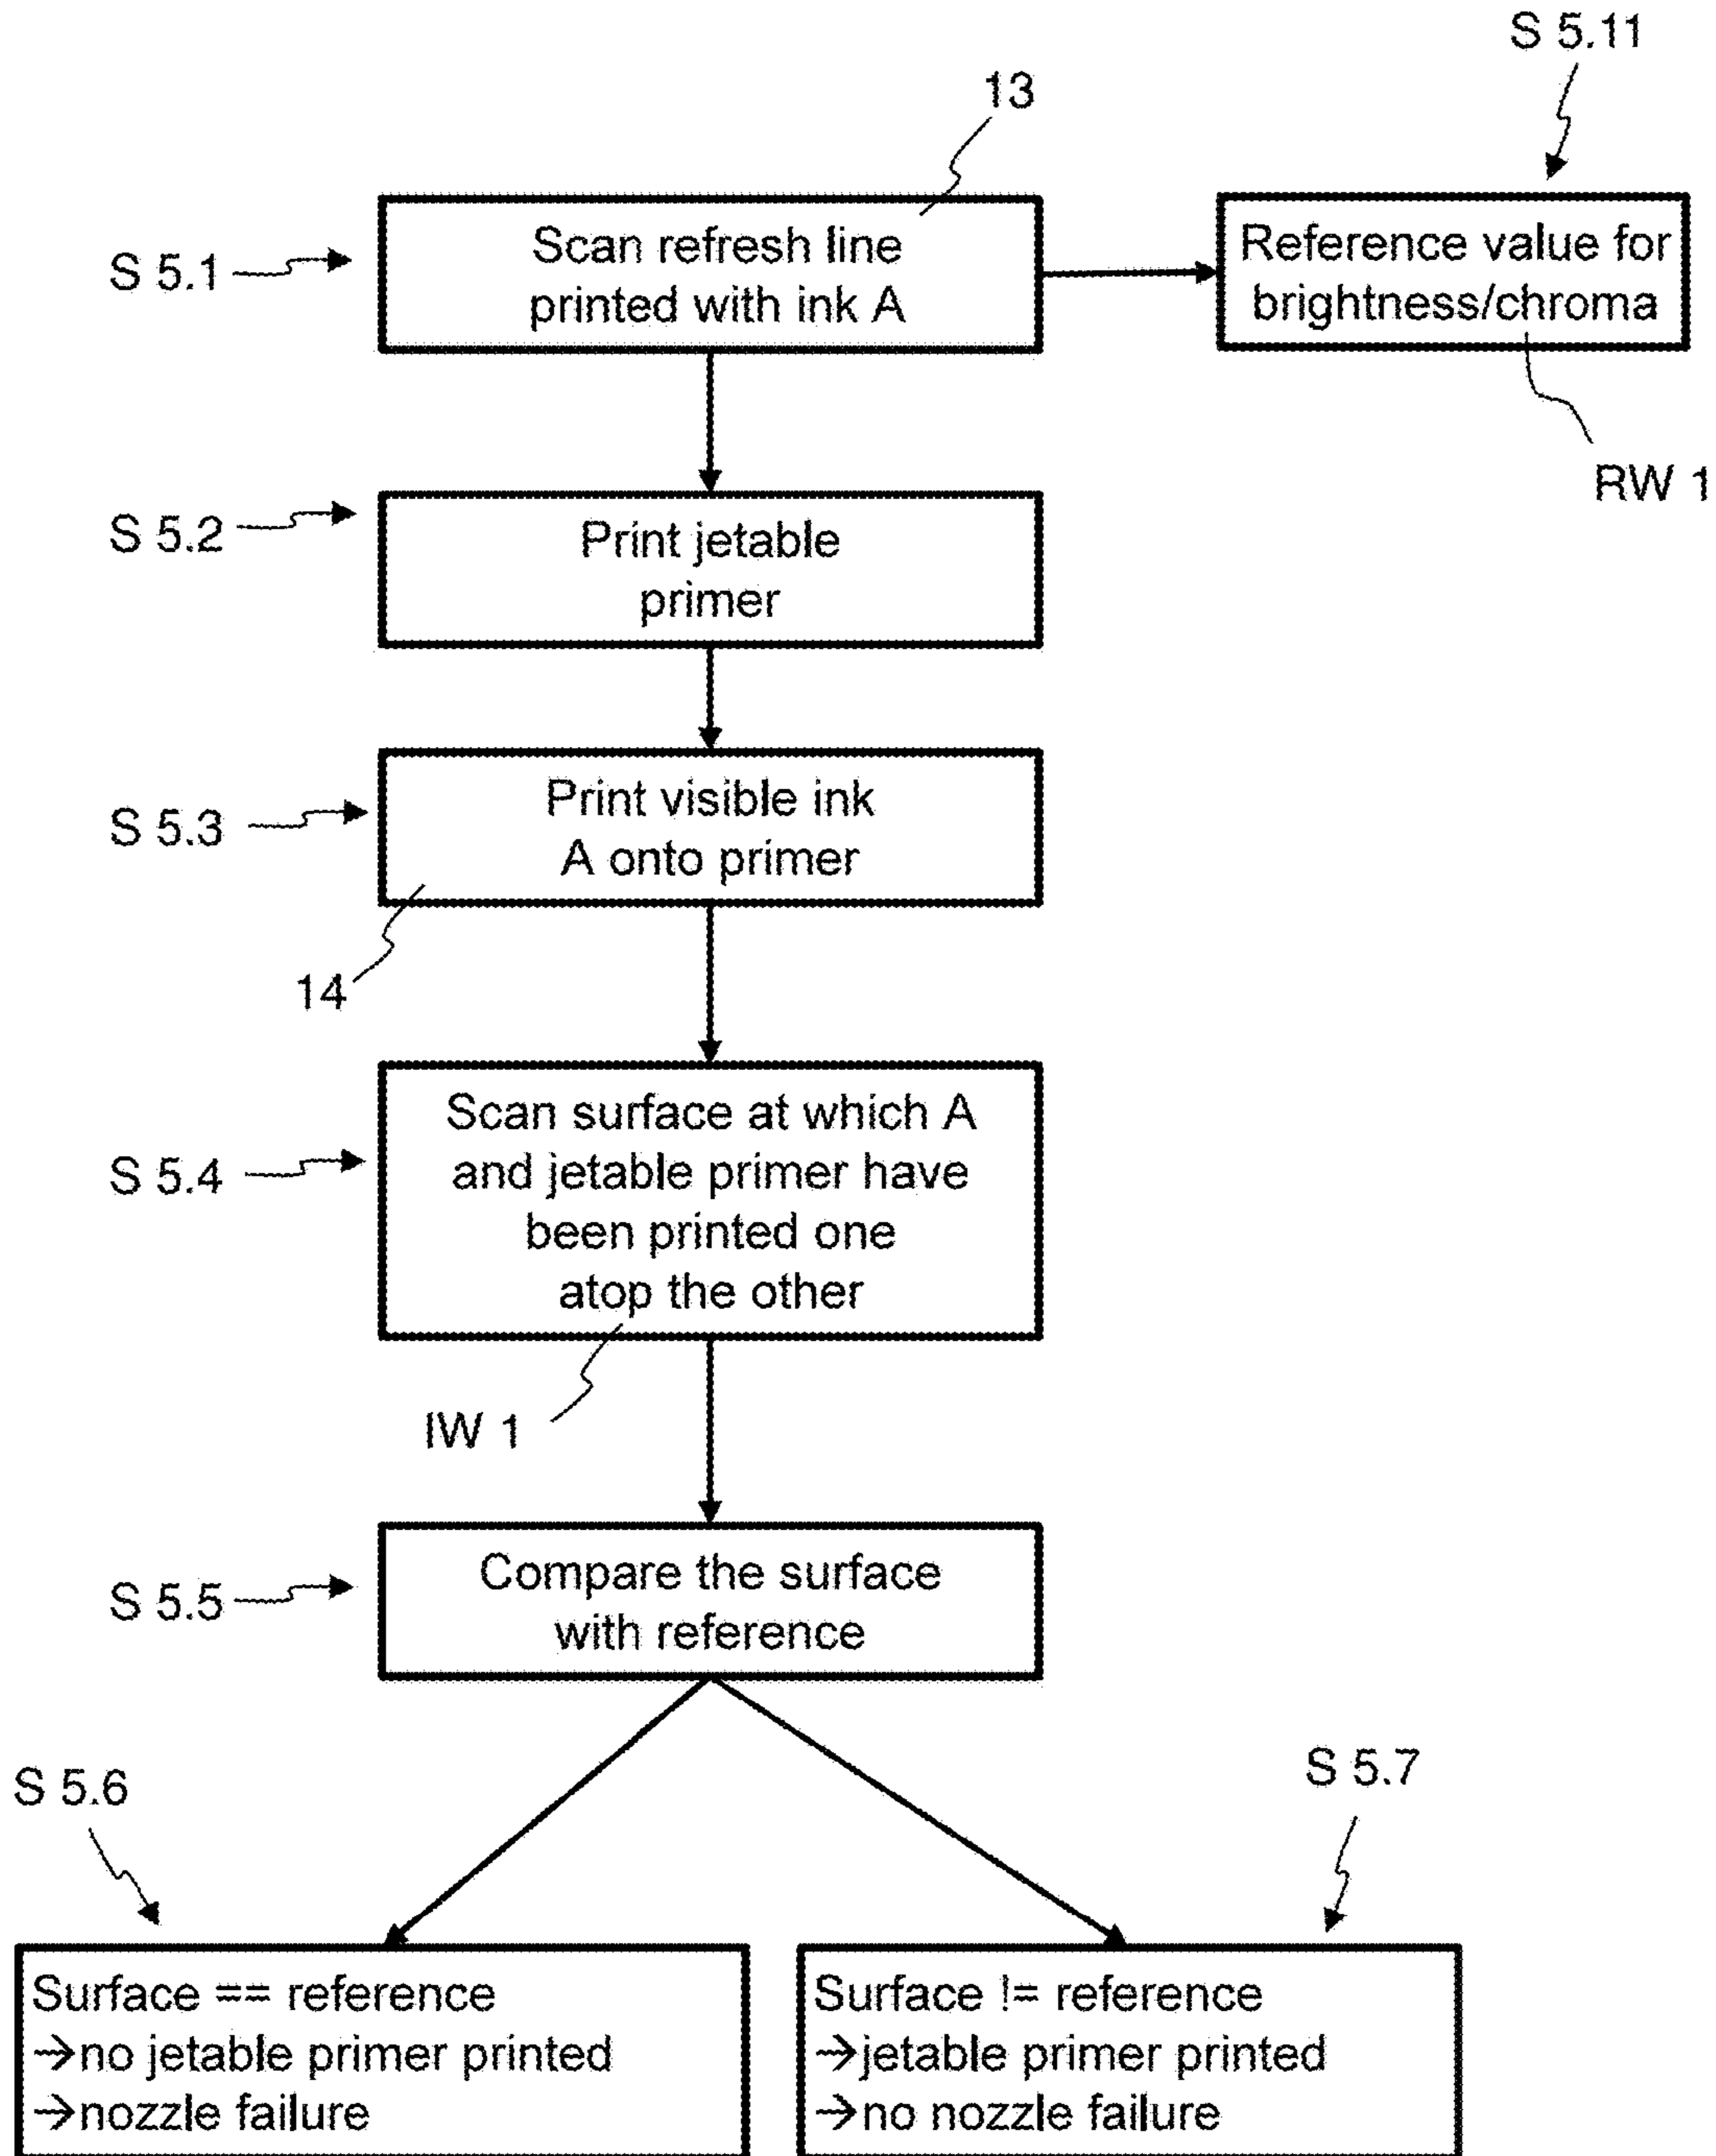 S 5.11
13
S 5.1
Scan refresh line
printed with ink A
Reference value for
brightness/chroma
RW 1
S 5.2
Print jetable
primer
S 5.3
Print visible ink
A onto primer
14
S 5.4
Scan surface at which A
and jetable primer have
been printed one
atop the other
IW 1
S 5.5
Compare the surface
with reference
S 5.6
S 5.7
Surface == reference
→no jetable primer printed
→nozzle failure
Surface != reference
→jetable primer printed
→no nozzle failure